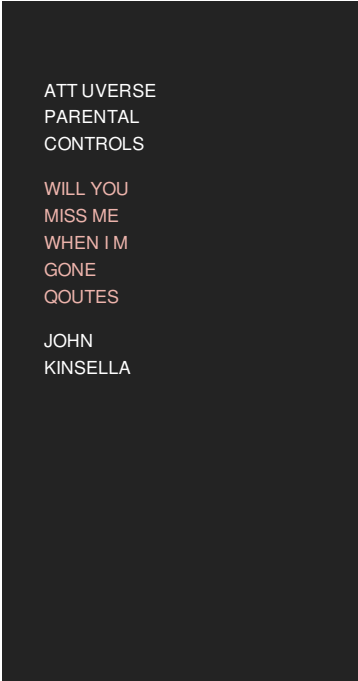 ATT UVERSE
PARENTAL
CONTROLS
WILL YOU
MISS ME
WHEN I M
GONE
QOUTES
JOHN
KINSELLA